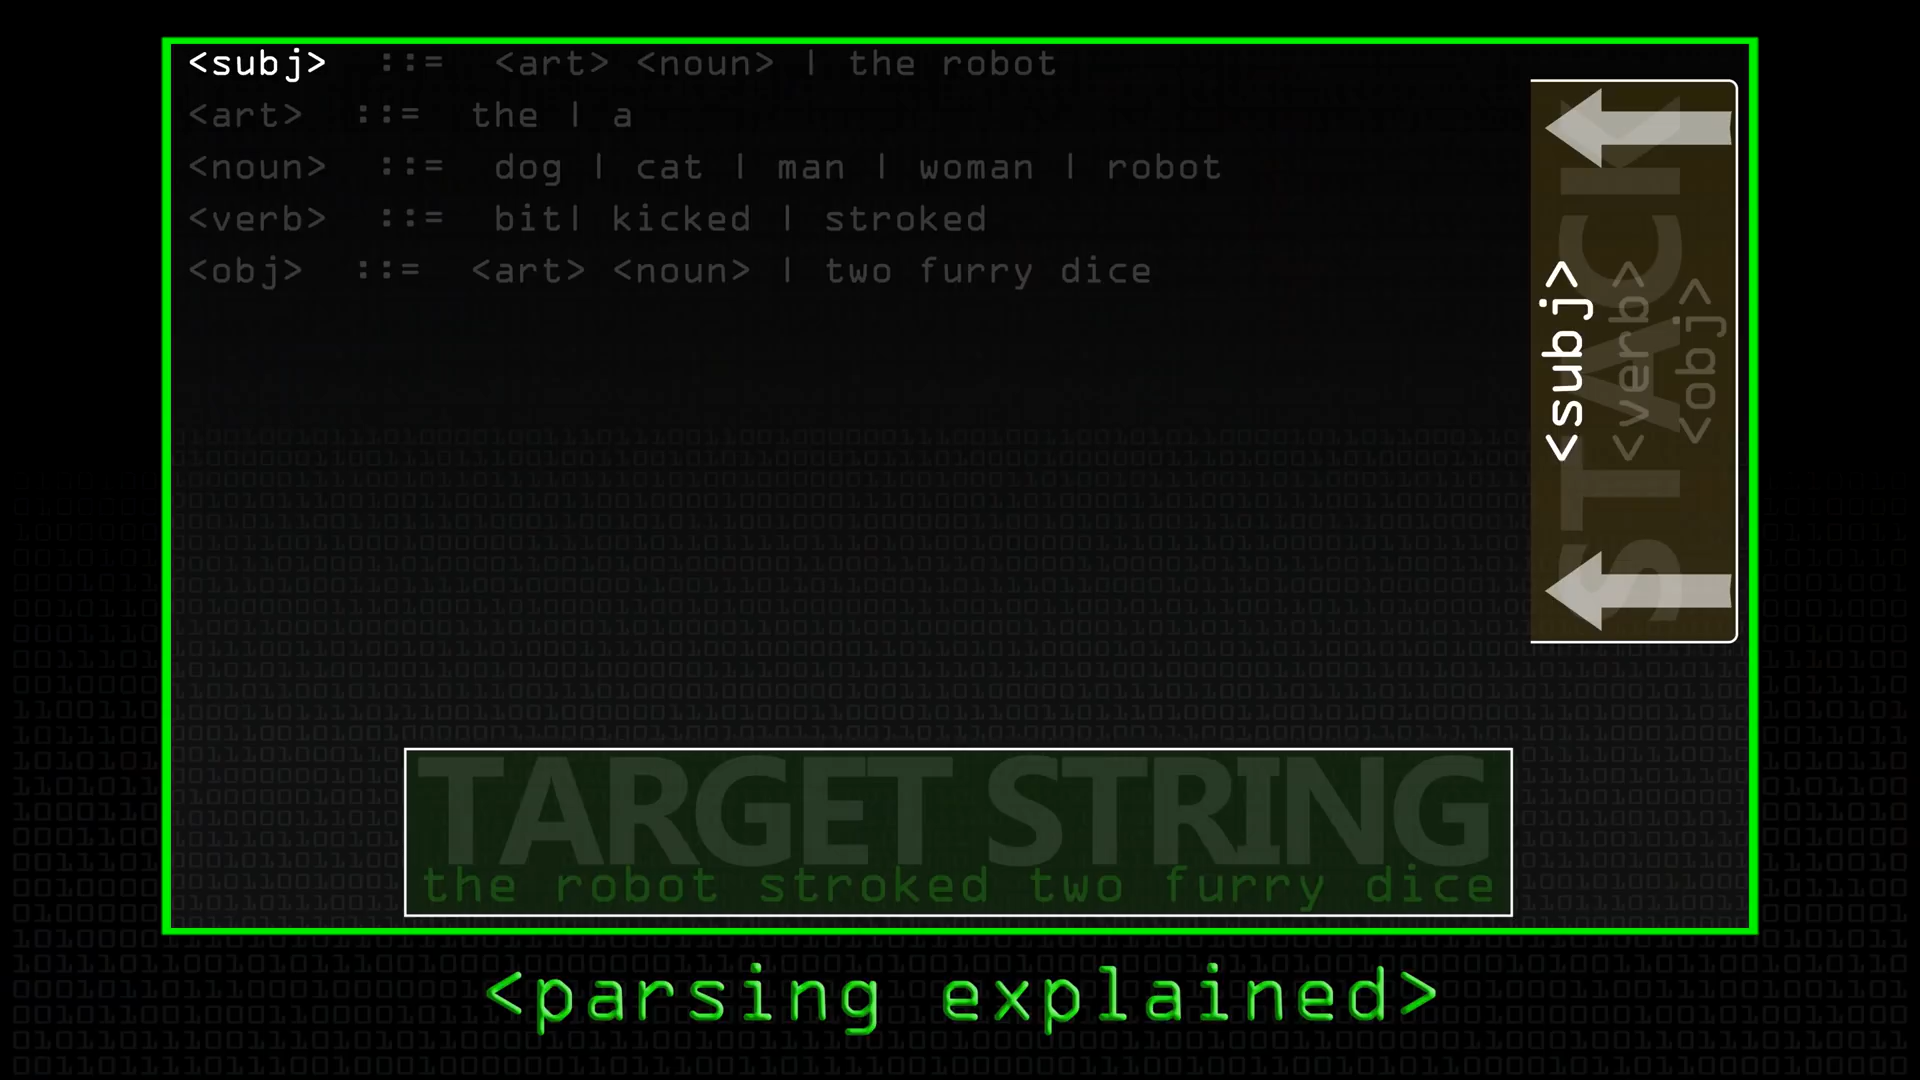 <subj> ::= <art> <noun> | the robot
<art> ::= the | a
<noun> ::= dog | cat | man | woman | robot
<verb> ::= bit| kicked | stroked
<obj> ::= <art> <noun> | two furry dice
STACK
<subj>
<verb>
<obj>
TARGET STRING
the robot stroked two furry dice
<parsing explained>